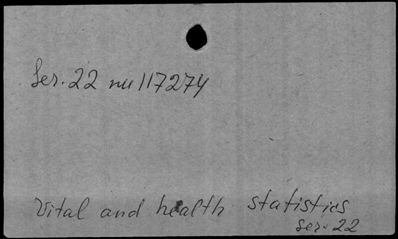 Ser. 22 nu 117274
Vital and health statistics
Ser. 22